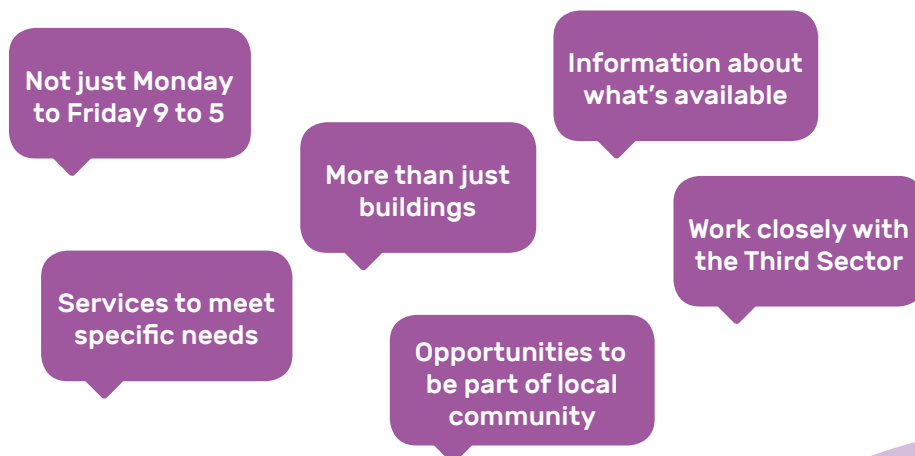 Not just Monday
to Friday 9 to 5
Information about
what's available
More than just
buildings
Work closely with
the Third Sector
Services to meet
specific needs
Opportunities to
be part of local
community